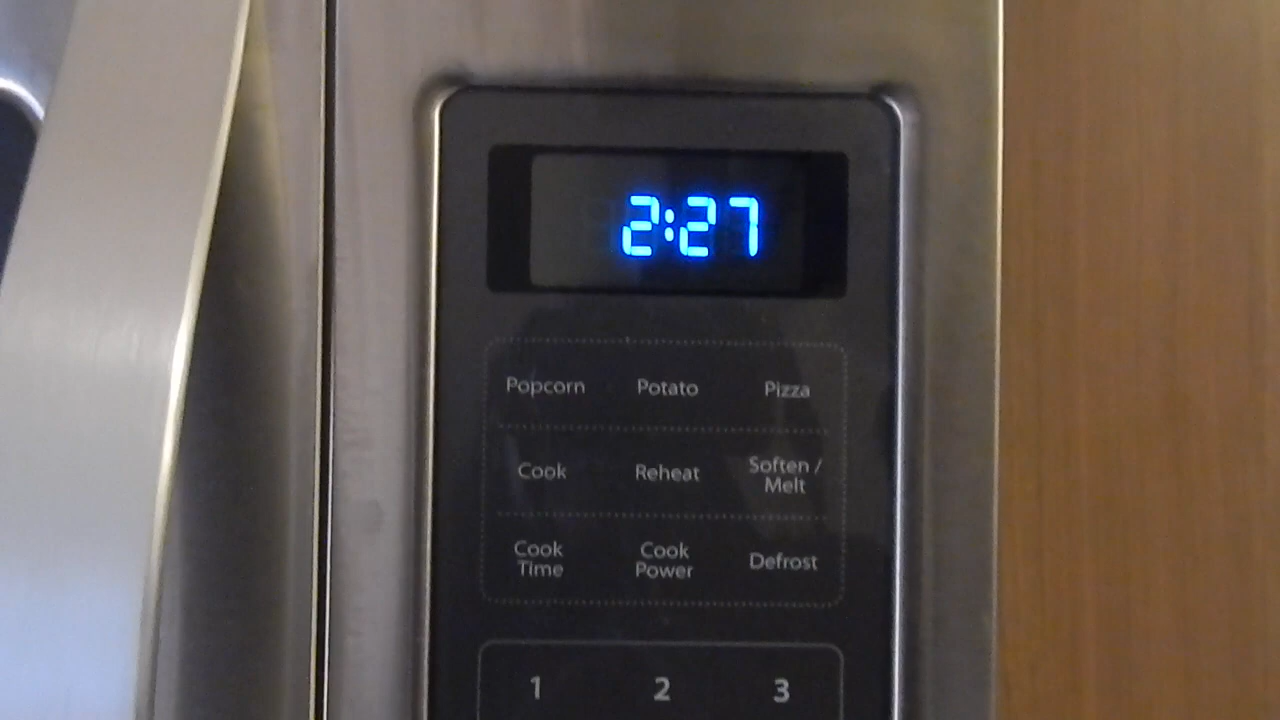 2:27
Popcorn Potato Pizza
Cook Reheat Soften /
Melt
Cook
Time
Cook
Power
Defrost
1 2 3